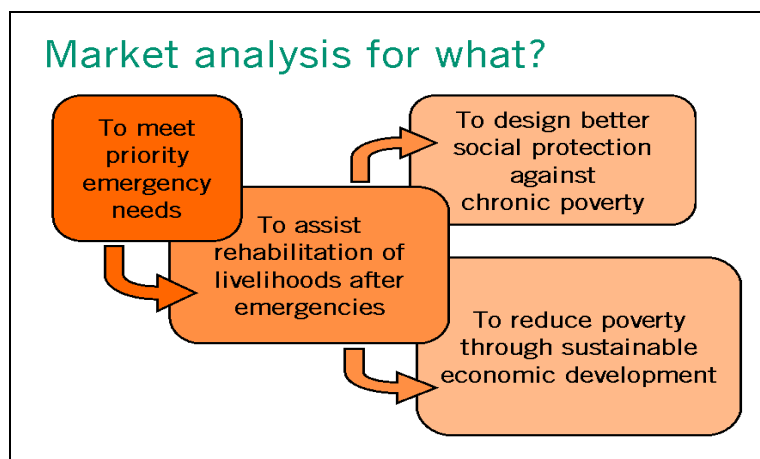 Market analysis for what?
To meet
priority
emergency
needs
To assist
rehabilitation of
livelihoods after
emergencies
To design better
social protection
against
chronic poverty
To reduce poverty
through sustainable
economic development